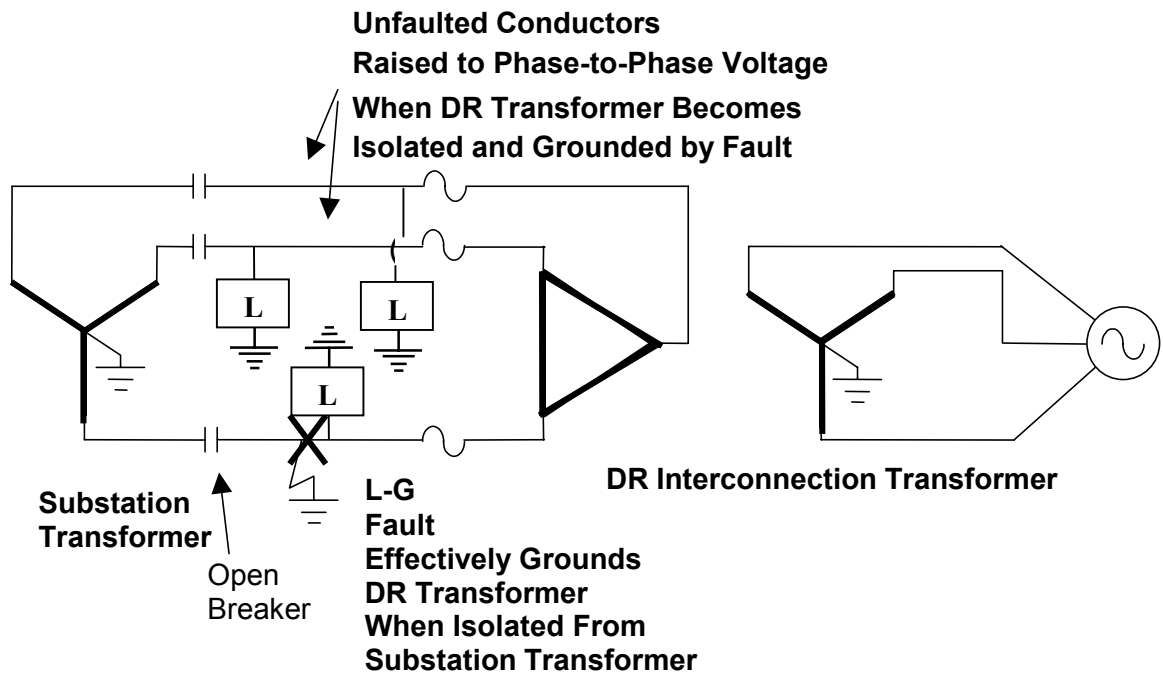 Unfaulted Conductors
Raised to Phase-to-Phase Voltage
When DR Transformer Becomes
Isolated and Grounded by Fault
L
L
L
Substation
Transformer
Open
Breaker
L-G
Fault
Effectively Grounds
DR Transformer
When Isolated From
Substation Transformer
DR Interconnection Transformer